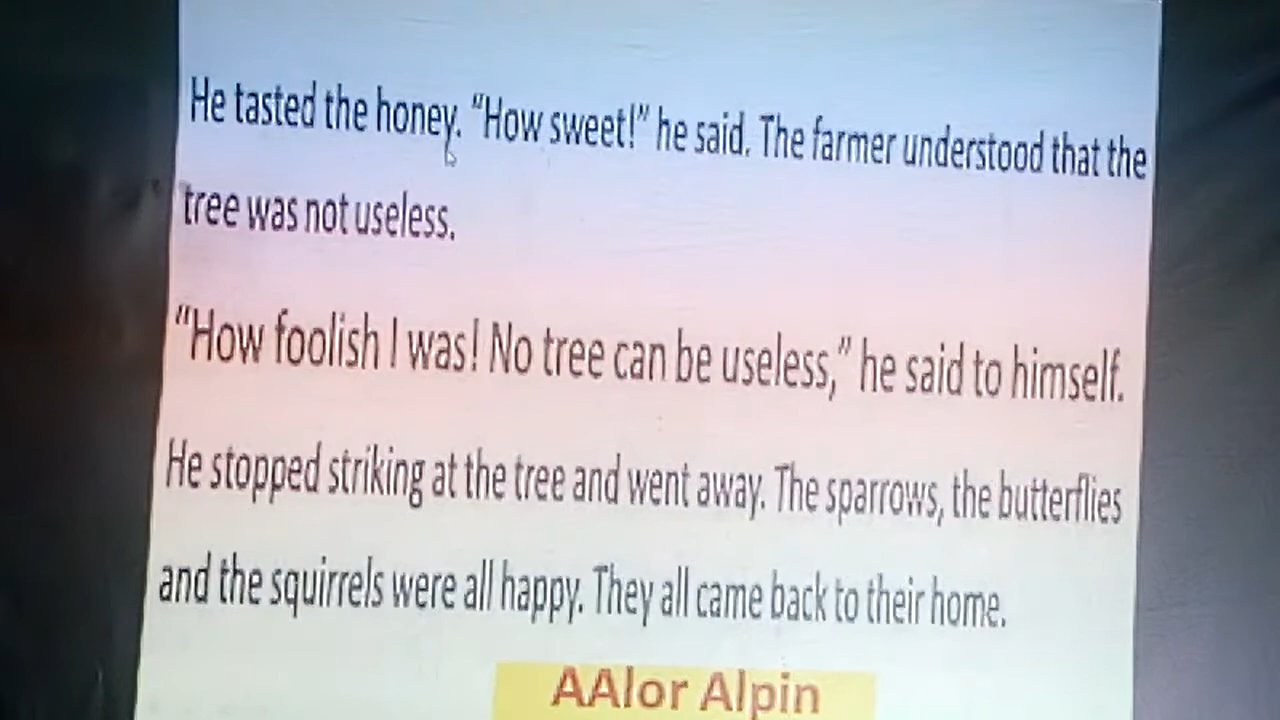 He tasted the honey. “How sweet!” he said. The farmer understood that the
tree was not useless.
“How foolish I was! No tree can be useless,” he said to himself.
He stopped striking at the tree and went away. The sparrows, the butterflies
and the squirrels were all happy. They all came back to their home.
AAlor Alpin